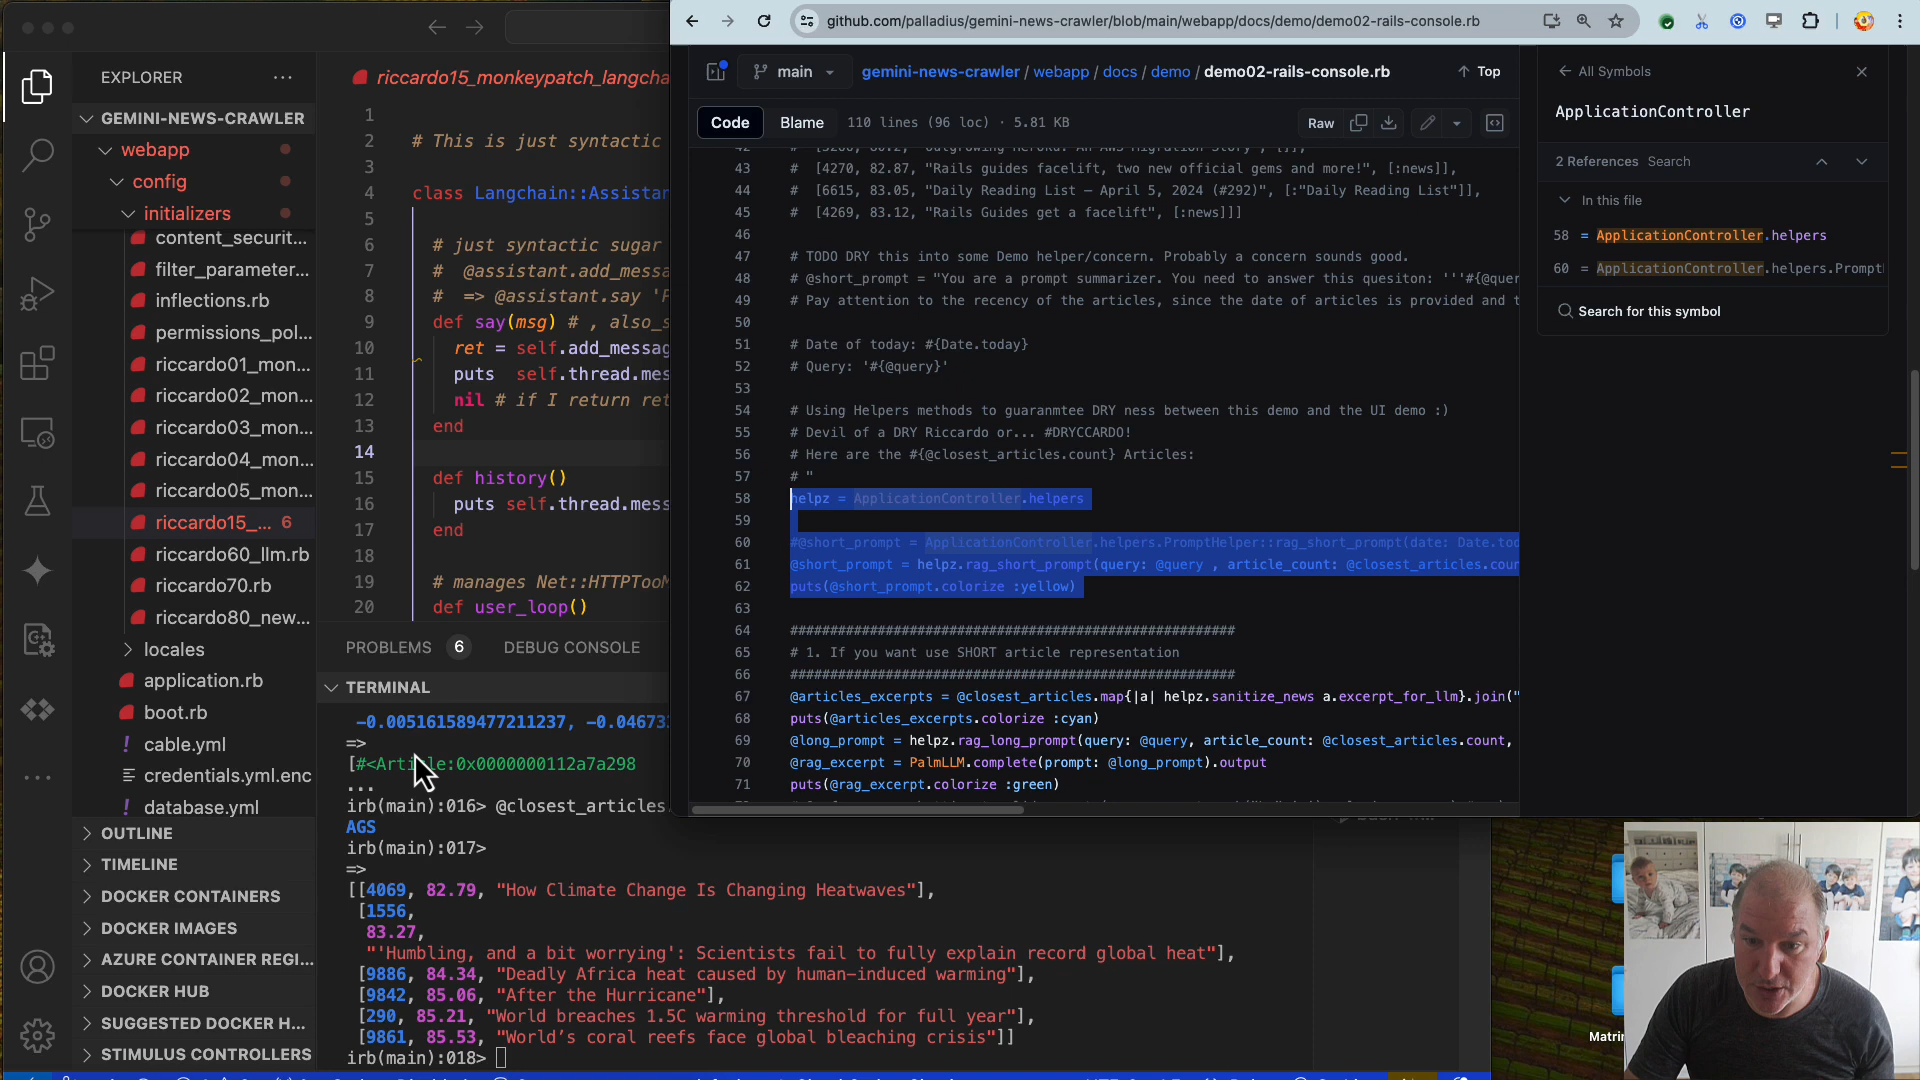 github.com/palladius/gemini-news-crawler/blob/main/webapp/docs/demo/demo02-rails-console.rb
EXPLORER
GEMINI-NEWS-CRAWLER
webapp
config
initializers
content_securit...
filter_parameter...
inflections.rb
permissions_pol...
riccardo01_mon...
riccardo02_mon...
riccardo03_mon...
riccardo04_mon...
riccardo05_mon...
riccardo15_... 6
riccardo60_llm.rb
riccardo70.rb
riccardo80_new...
locales
application.rb
boot.rb
cable.yml
credentials.yml.enc
database.yml
OUTLINE
TIMELINE
DOCKER CONTAINERS
DOCKER IMAGES
AZURE CONTAINER REGI...
DOCKER HUB
SUGGESTED DOCKER H...
STIMULUS CONTROLLERS
riccardo15_monkeypatch_langcha
1
2 # This is just syntactic
3
4 class Langchain::Assistan
5
6 # just syntactic sugar
7 # @assistant.add_messa
8 # => @assistant.say 'P
9 def say(msg) # , also_s
10 ret = self.add_messag
11 puts self.thread.mes
12 nil # if I return ret
13 end
14
15 def history()
16 puts self.thread.mess
17 end
18
19 # manages Net::HTTPTooM
20 def user_loop()
PROBLEMS 6 DEBUG CONSOLE
TERMINAL
-0.005161589477211237, -0.04673
=>
[#<Article:0x0000000112a7a298
...
irb(main):016> @closest_articles.
AGS
irb(main):017>
=>
[[4069, 82.79, "How Climate Change Is Changing Heatwaves"],
[1556,
83.27,
"'Humbling, and a bit worrying': Scientists fail to fully explain record global heat"],
[9886, 84.34, "Deadly Africa heat caused by human-induced warming"],
[9842, 85.06, "After the Hurricane"],
[290, 85.21, "World breaches 1.5C warming threshold for full year"],
[9861, 85.53, "World’s coral reefs face global bleaching crisis"]]
irb(main):018>
main gemini-news-crawler / webapp / docs / demo / demo02-rails-console.rb Top
Code Blame 110 lines (96 loc) · 5.81 KB Raw
43 # [4270, 82.87, "Rails guides facelift, two new official gems and more!", [:news]],
44 # [6615, 83.05, "Daily Reading List – April 5, 2024 (#292)", [:"Daily Reading List"]],
45 # [4269, 83.12, "Rails Guides get a facelift", [:news]]]
46
47 # TODO DRY this into some Demo helper/concern. Probably a concern sounds good.
48 # @short_prompt = "You are a prompt summarizer. You need to answer this quesiton: '''#{@quer
49 # Pay attention to the recency of the articles, since the date of articles is provided and t
50
51 # Date of today: #{Date.today}
52 # Query: '#{@query}'
53
54 # Using Helpers methods to guaranmtee DRY ness between this demo and the UI demo :)
55 # Devil of a DRY Riccardo or... #DRYCCARDO!
56 # Here are the #{@closest_articles.count} Articles:
57 # "
58 helpz = ApplicationController.helpers
59
60 #@short_prompt = ApplicationController.helpers.PromptHelper::rag_short_prompt(date: Date.tod
61 @short_prompt = helpz.rag_short_prompt(query: @query , article_count: @closest_articles.coun
62 puts(@short_prompt.colorize :yellow)
63
64 ########################################################
65 # 1. If you want use SHORT article representation
66 ########################################################
67 @articles_excerpts = @closest_articles.map{|a| helpz.sanitize_news a.excerpt_for_llm}.join("
68 puts(@articles_excerpts.colorize :cyan)
69 @long_prompt = helpz.rag_long_prompt(query: @query, article_count: @closest_articles.count,
70 @rag_excerpt = PalmLLM.complete(prompt: @long_prompt).output
71 puts(@rag_excerpt.colorize :green)
All Symbols
ApplicationController
2 References Search
In this file
58 = ApplicationController.helpers
60 = ApplicationController.helpers.Prompt
Search for this symbol